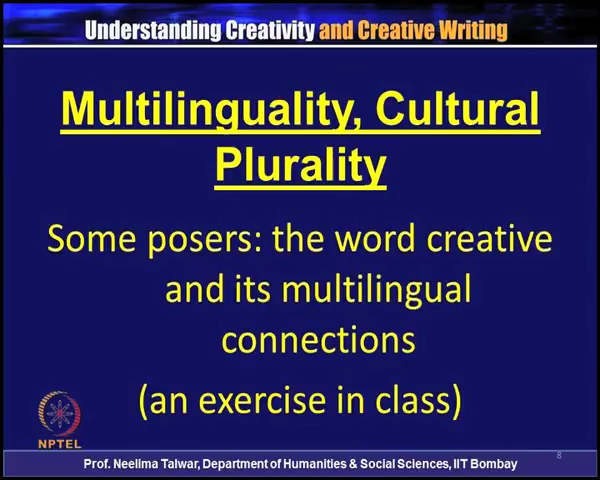 Understanding Creativity and Creative Writing
Multilinguality, Cultural
Plurality
Some posers: the word creative
and its multilingual
connections
(an exercise in class)
NPTEL
8
Prof. Neelima Talwar, Department of Humanities & Social Sciences, IIT Bombay